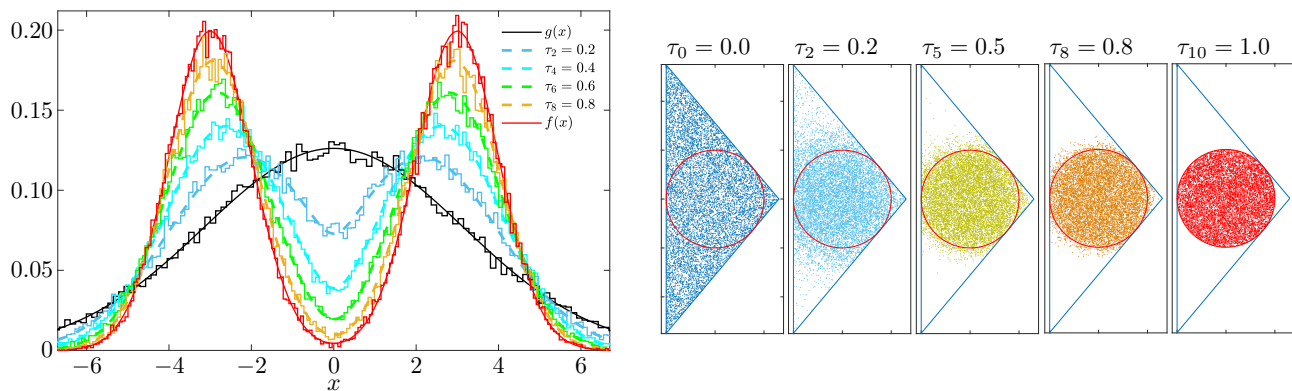 0.20
0.15
0.10
0.05
0
−6 −4 −2 0 2 4 6
x
g(x)
τ₂ = 0.2
τ₄ = 0.4
τ₆ = 0.6
τ₈ = 0.8
f(x)
τ₀ = 0.0 τ₂ = 0.2 τ₅ = 0.5 τ₈ = 0.8 τ₁₀ = 1.0